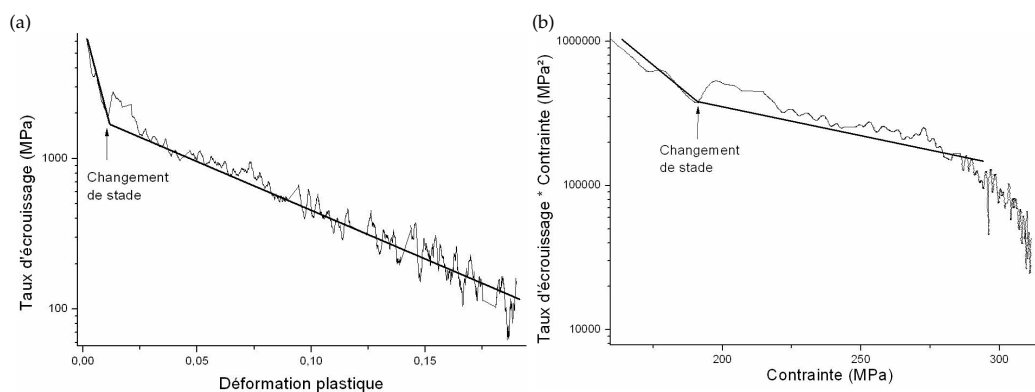 (a)
Taux d'écrouissage (MPa)
1000
100
Changement
de stade
0,00
0,05
0,10
0,15
Déformation plastique
(b)
Taux d'écrouissage * Contrainte (MPa²)
1000000
100000
10000
Changement
de stade
200
250
300
Contrainte (MPa)